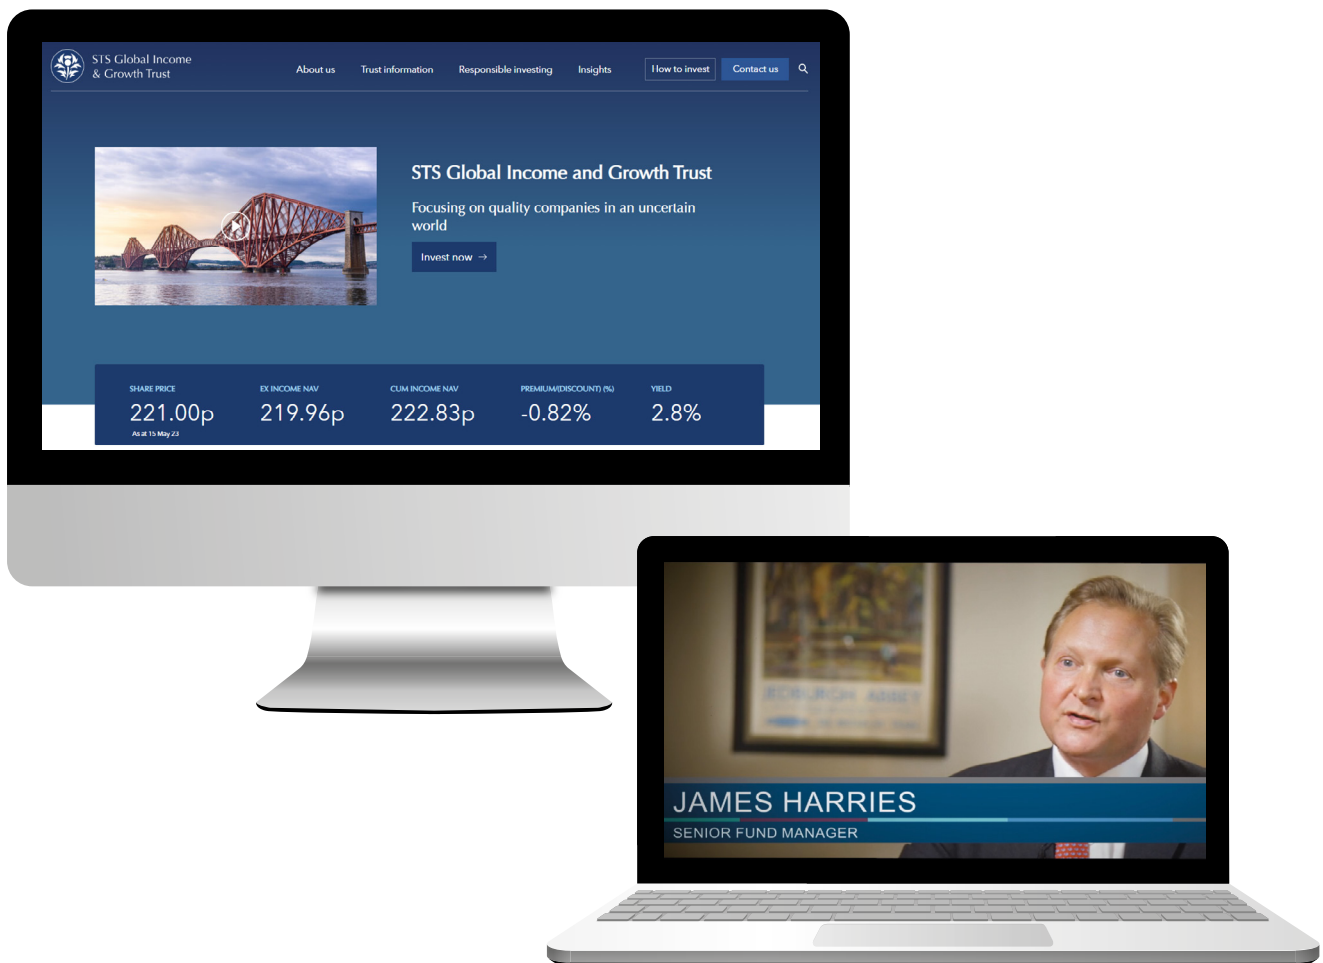 STS Global Income
& Growth Trust
About us
Trust information
Responsible investing
Insights
How to invest
Contact us
STS Global Income and Growth Trust
Focusing on quality companies in an uncertain
world
Invest now →
SHARE PRICE
EX INCOME NAV
CUM INCOME NAV
PREMIUM/(DISCOUNT) (%)
YIELD
221.00p
219.96p
222.83p
-0.82%
2.8%
As at 15 May 23
JAMES HARRIES
SENIOR FUND MANAGER